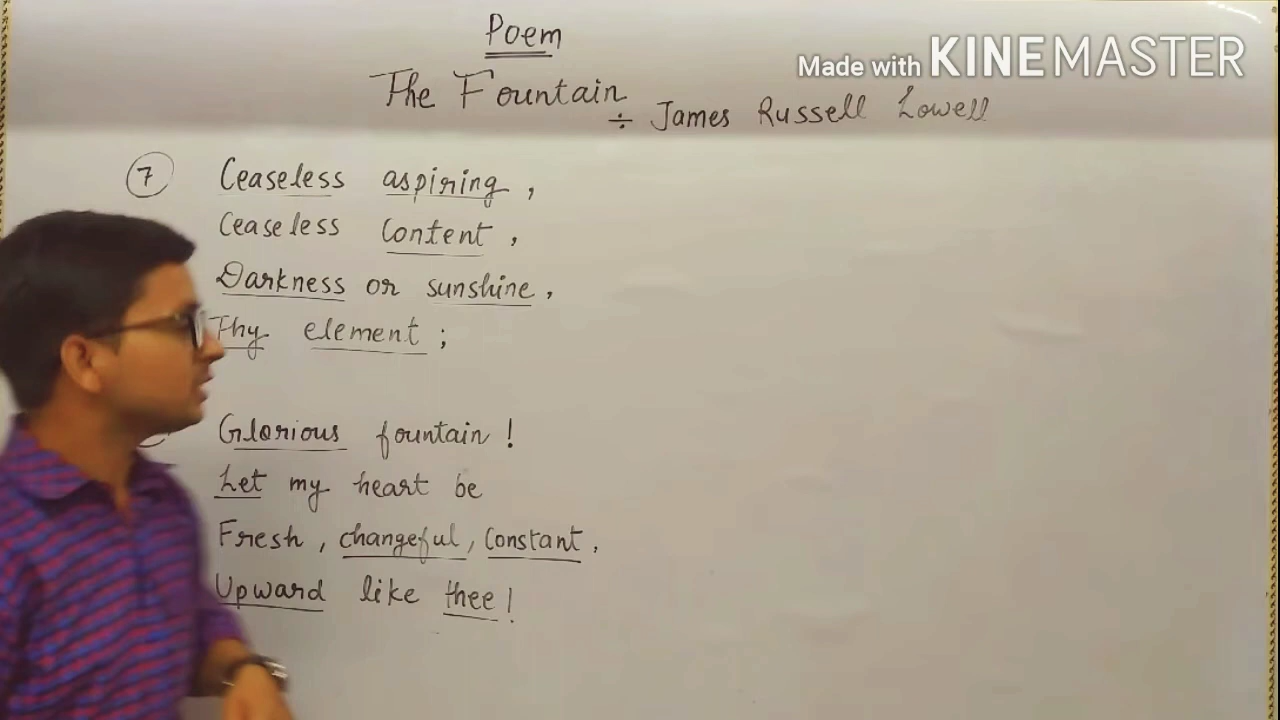 Poem
Made with KINEMASTER
The Fountain
÷ James Russell Lowell
7 Ceaseless aspiring,
Ceaseless Content,
Darkness or sunshine,
Thy element;
Glorious fountain!
Let my heart be
Fresh, changeful, Constant,
Upward like thee!